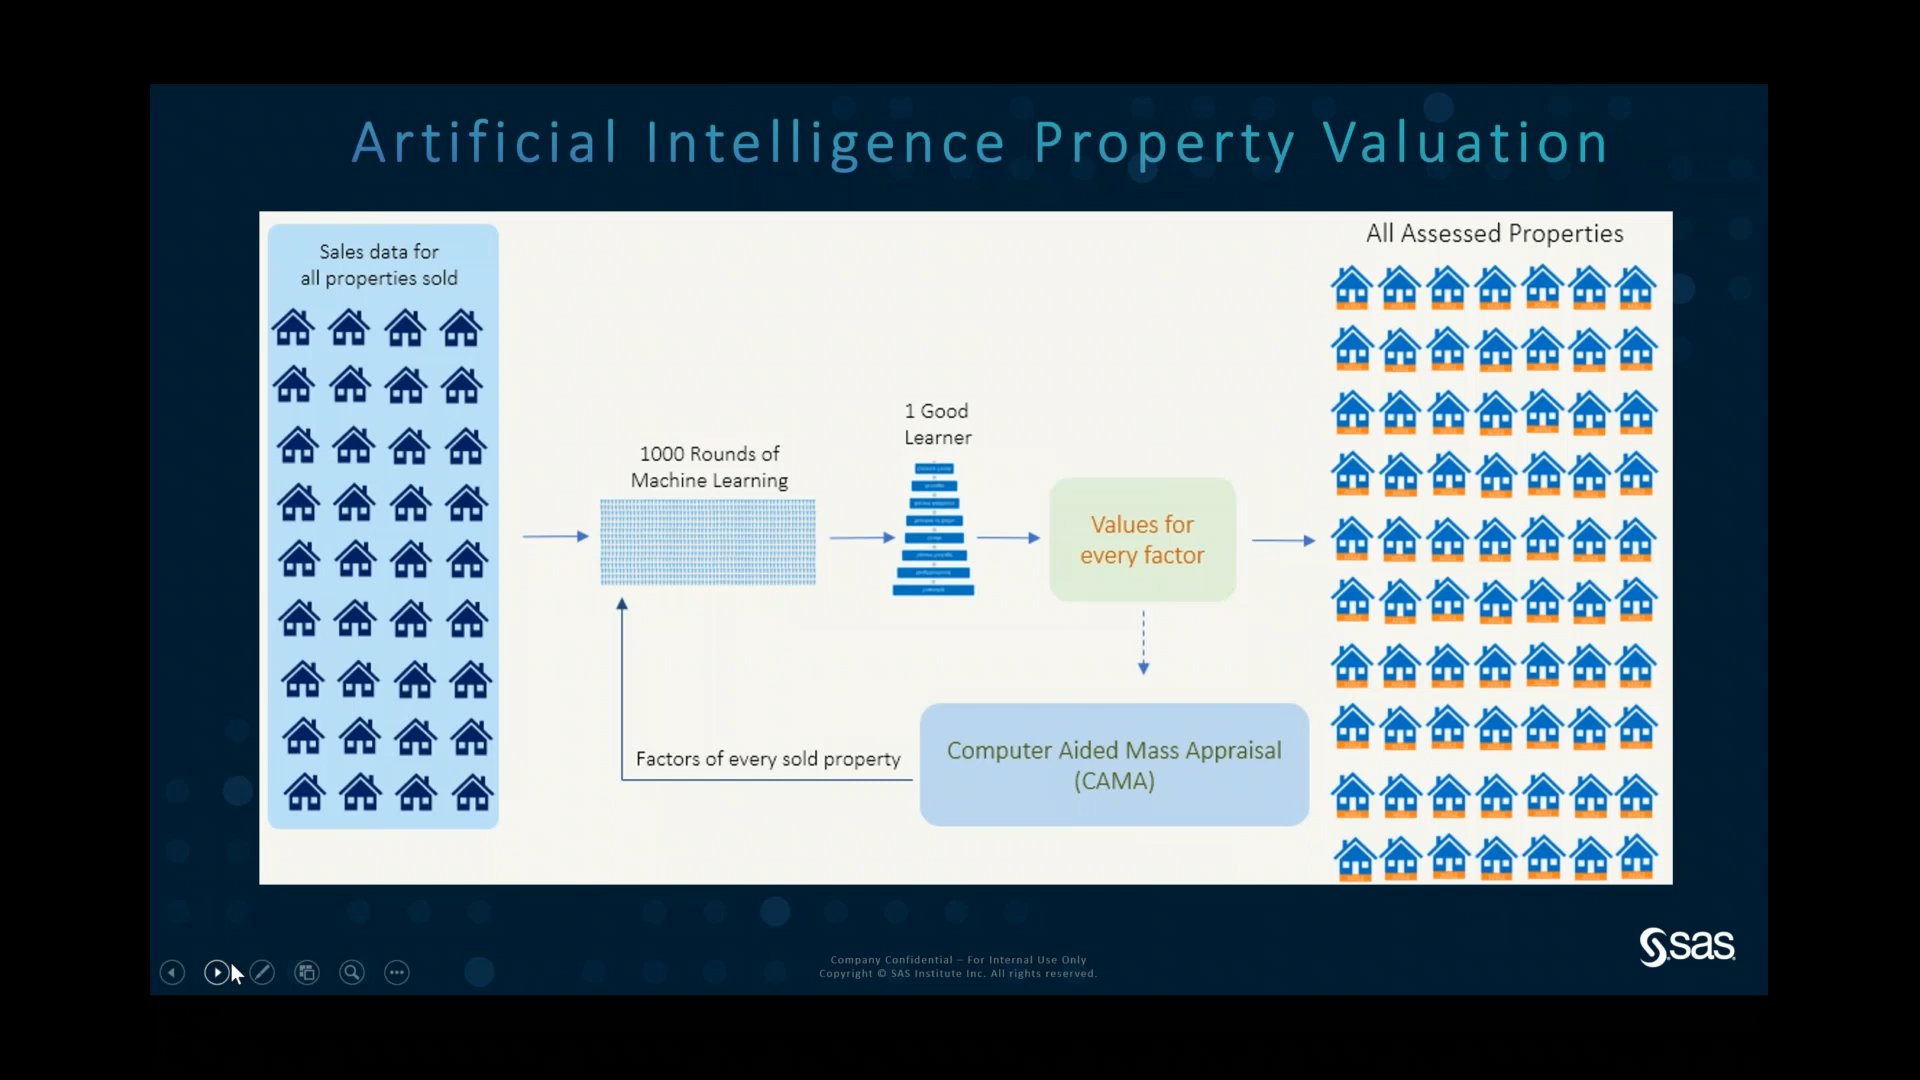 Artificial Intelligence Property Valuation
Sales data for
all properties sold
1000 Rounds of
Machine Learning
1 Good
Learner
Values for
every factor
Factors of every sold property
Computer Aided Mass Appraisal
(CAMA)
All Assessed Properties
Company Confidential – For Internal Use Only
Copyright © SAS Institute Inc. All rights reserved.
sas